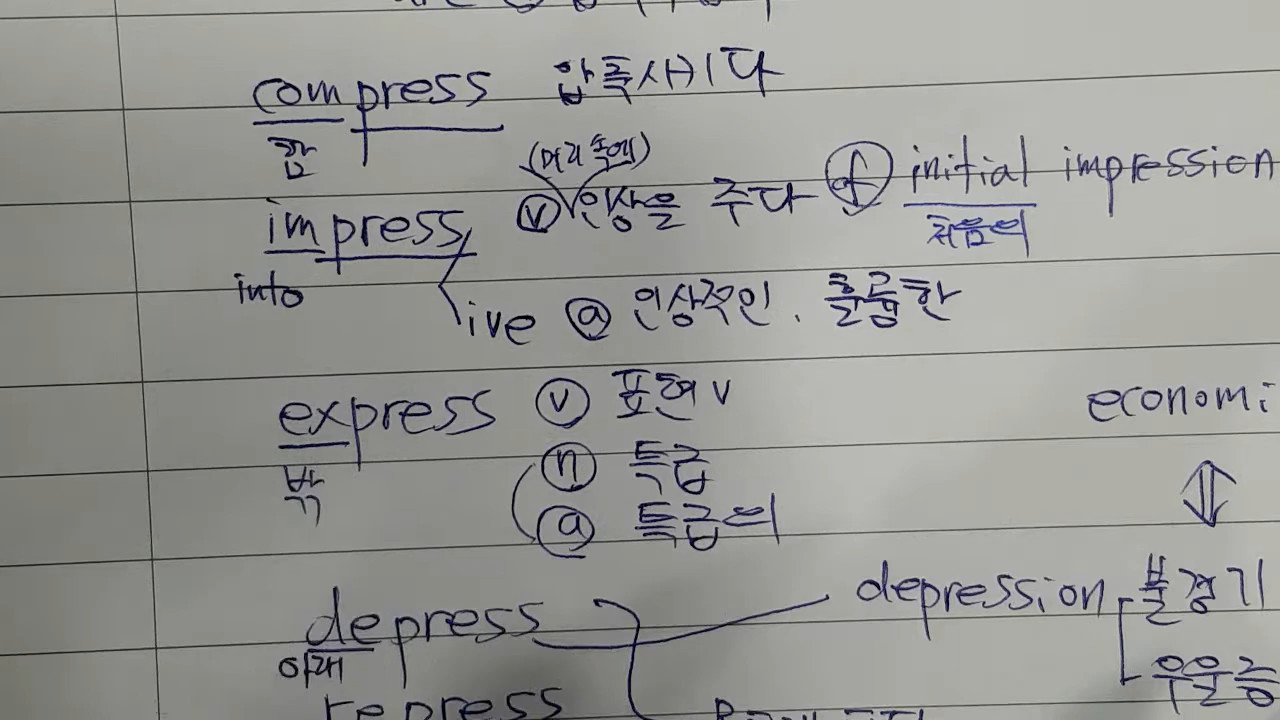 compress 압축시키다
함
(머리 속에)
impress ⓥ 인상을 주다 ⓕ initial impression
처음의
into
ive ⓐ 인상적인. 훌륭한
express ⓥ 표현v
economi
밖
ⓝ 특급
ⓐ 특급의
depress depression 불경기
아래
우울증
repress